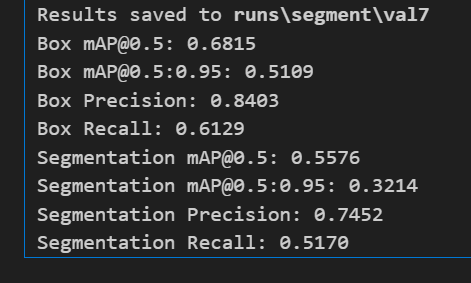 Results saved to runs\segment\val7
Box mAP@0.5: 0.6815
Box mAP@0.5:0.95: 0.5109
Box Precision: 0.8403
Box Recall: 0.6129
Segmentation mAP@0.5: 0.5576
Segmentation mAP@0.5:0.95: 0.3214
Segmentation Precision: 0.7452
Segmentation Recall: 0.5170